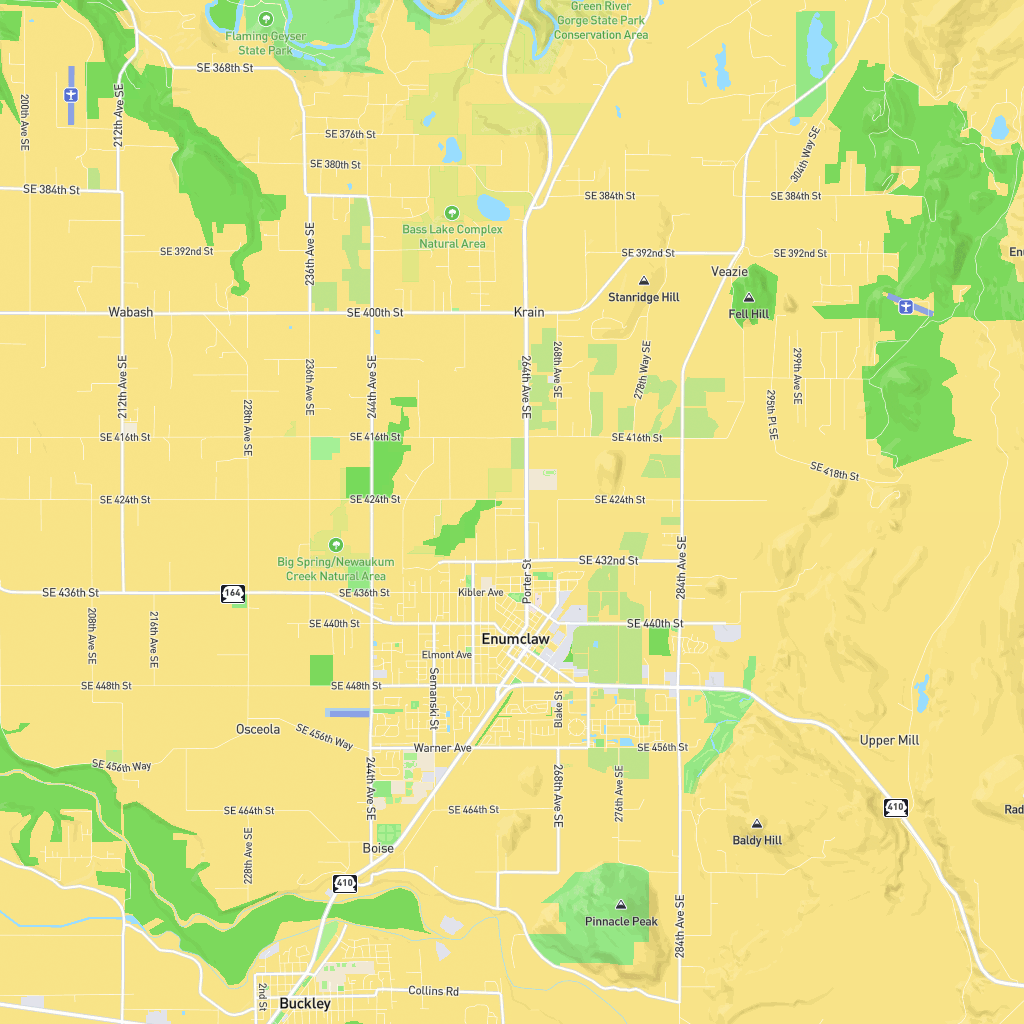 Green River
Gorge State Park
Conservation Area
Flaming Geyser
State Park
SE 368th St
200th Ave SE
212th Ave SE
SE 376th St
SE 380th St
304th Way SE
SE 384th St
SE 384th St
SE 384th St
Bass Lake Complex
Natural Area
236th Ave SE
SE 392nd St
SE 392nd St
SE 392nd St
Veazie
Stanridge Hill
Fell Hill
Wabash
SE 400th St
Krain
212th Ave SE
236th Ave SE
244th Ave SE
264th Ave SE
268th Ave SE
278th Way SE
299th Ave SE
228th Ave SE
295th Pl SE
SE 416th St
SE 416th St
SE 416th St
SE 418th St
SE 424th St
SE 424th St
SE 424th St
Big Spring/Newaukum
Creek Natural Area
SE 432nd St
284th Ave SE
Porter St
SE 436th St
164
SE 436th St
Kibler Ave
208th Ave SE
216th Ave SE
SE 440th St
SE 440th St
Enumclaw
Elmont Ave
SE 448th St
SE 448th St
Semanski St
Blake St
Osceola
SE 456th Way
SE 456th Way
Warner Ave
SE 456th St
Upper Mill
244th Ave SE
268th Ave SE
276th Ave SE
SE 464th St
SE 464th St
410
Rad
Baldy Hill
228th Ave SE
Boise
410
Pinnacle Peak
284th Ave SE
2nd St
Buckley
Collins Rd